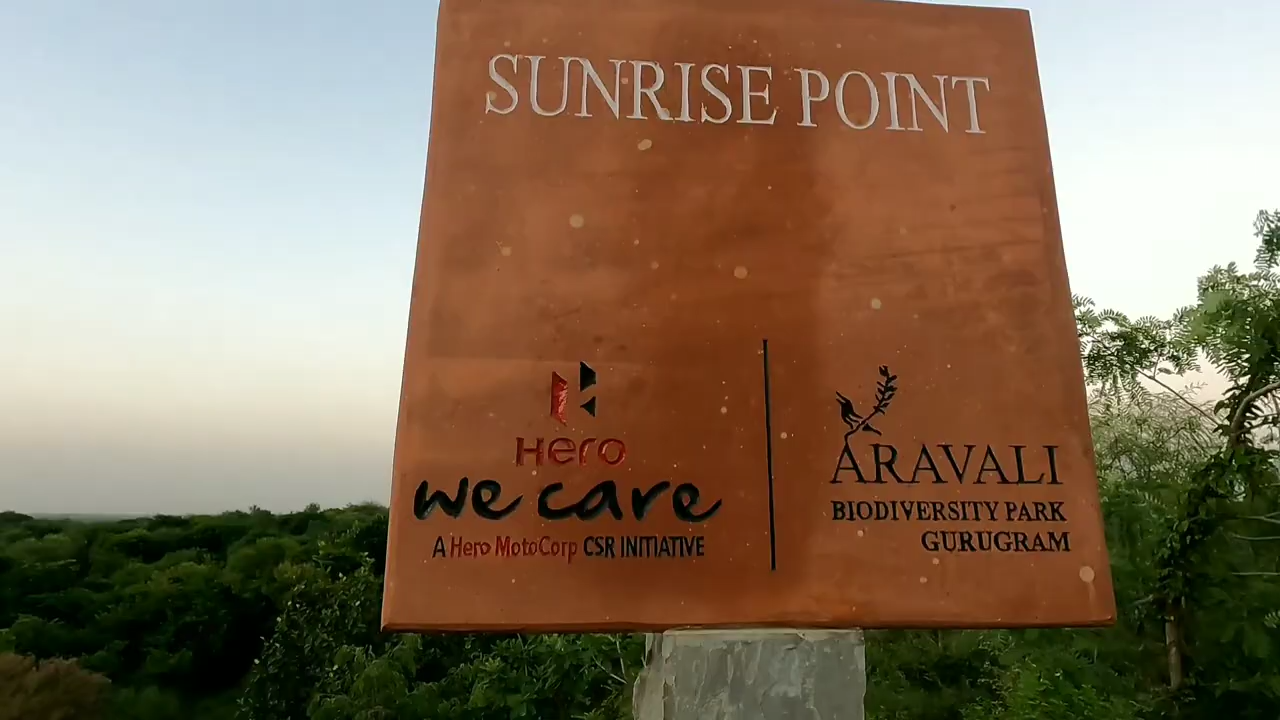 SUNRISE POINT
Hero
we care
A Hero MotoCorp CSR INITIATIVE
ARAVALI
BIODIVERSITY PARK
GURUGRAM